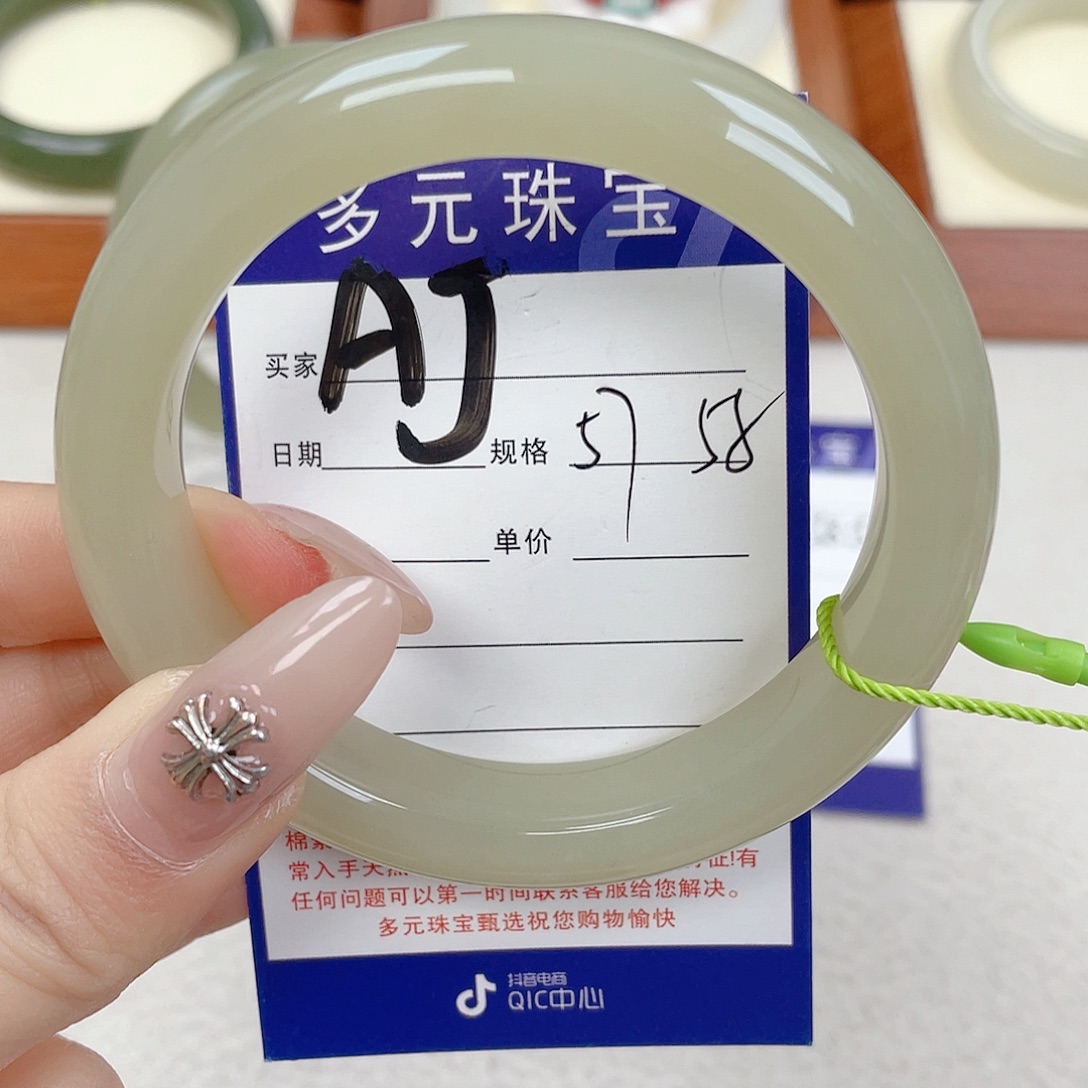 多元珠宝
买家 AJ
日期 规格 57 58
单价
常入手
征!有
任何问题可以第一时间联系客服给您解决。
多元珠宝甄选祝您购物愉快
抖音电商
QIC中心